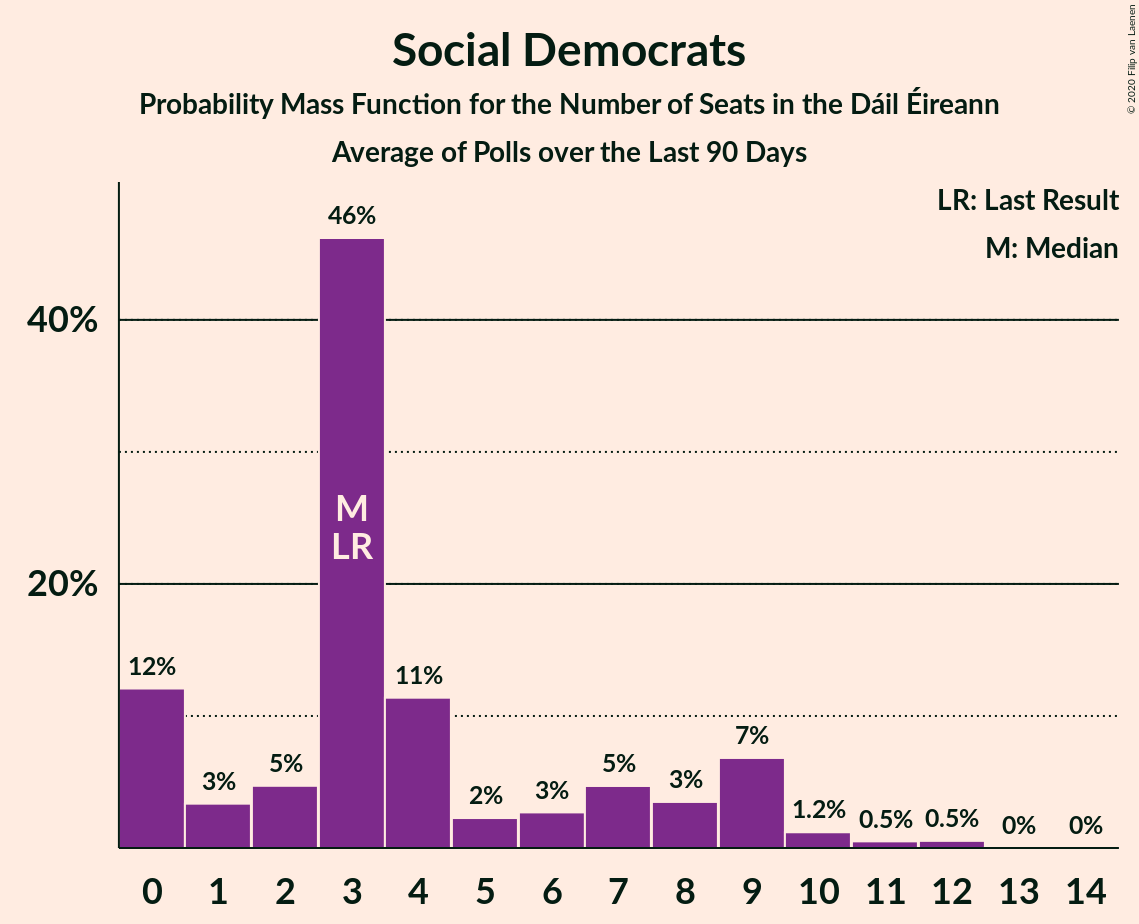 Social Democrats
Probability Mass Function for the Number of Seats in the Dáil Éireann
Average of Polls over the Last 90 Days
© 2020 Filip van Laenen
LR: Last Result
M: Median
46%
40%
M
LR
20%
12%
3%
5%
11%
2%
3%
5%
3%
7%
1.2%
0.5%
0.5%
0%
0%
0 1 2 3 4 5 6 7 8 9 10 11 12 13 14